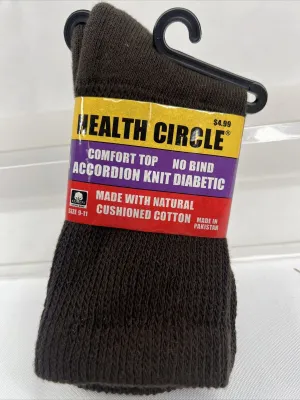 $4.99
HEALTH CIRCLE®
COMFORT TOP NO BIND
ACCORDION KNIT DIABETIC
MADE WITH NATURAL
CUSHIONED COTTON
SIZE 9-11
MADE IN
PAKISTAN